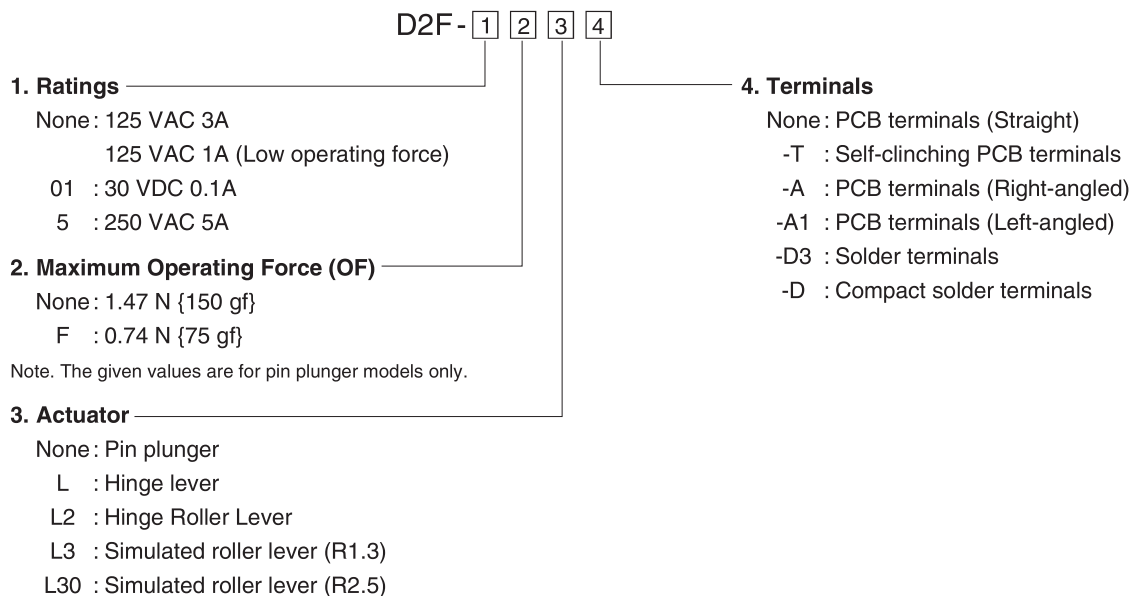 D2F-1 2 3 4
1. Ratings
None: 125 VAC 3A
125 VAC 1A (Low operating force)
01 : 30 VDC 0.1A
5 : 250 VAC 5A
2. Maximum Operating Force (OF)
None: 1.47 N {150 gf}
F : 0.74 N {75 gf}
Note. The given values are for pin plunger models only.
3. Actuator
None: Pin plunger
L : Hinge lever
L2 : Hinge Roller Lever
L3 : Simulated roller lever (R1.3)
L30 : Simulated roller lever (R2.5)
4. Terminals
None: PCB terminals (Straight)
-T : Self-clinching PCB terminals
-A : PCB terminals (Right-angled)
-A1 : PCB terminals (Left-angled)
-D3 : Solder terminals
-D : Compact solder terminals